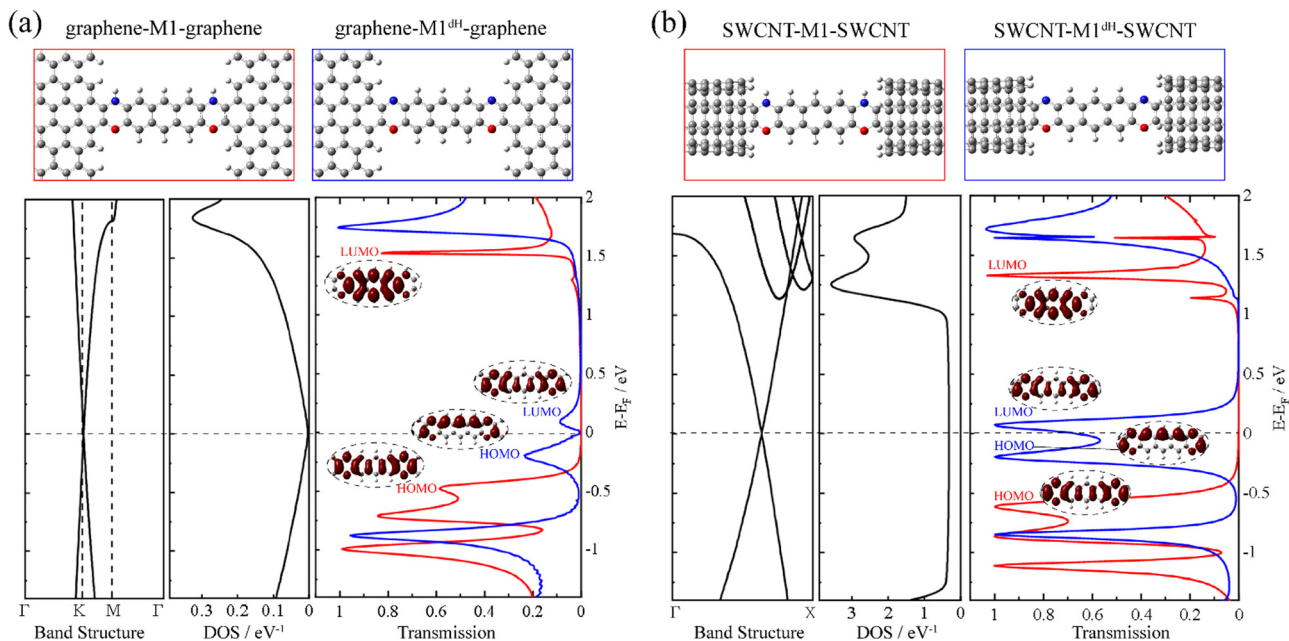 (a)
graphene-M1-graphene
graphene-M1dH-graphene
LUMO
LUMO
HOMO
HOMO
2
1.5
1
0.5
0
-0.5
-1
E-EF / eV
Γ K M Γ
Band Structure
0.3 0.2 0.1 0
DOS / eV-1
1 0.8 0.6 0.4 0.2 0
Transmission
(b)
SWCNT-M1-SWCNT
SWCNT-M1dH-SWCNT
LUMO
LUMO
HOMO
HOMO
2
1.5
1
0.5
0
-0.5
-1
E-EF / eV
Γ X
Band Structure
3 2 1 0
DOS / eV-1
1 0.8 0.6 0.4 0.2 0
Transmission